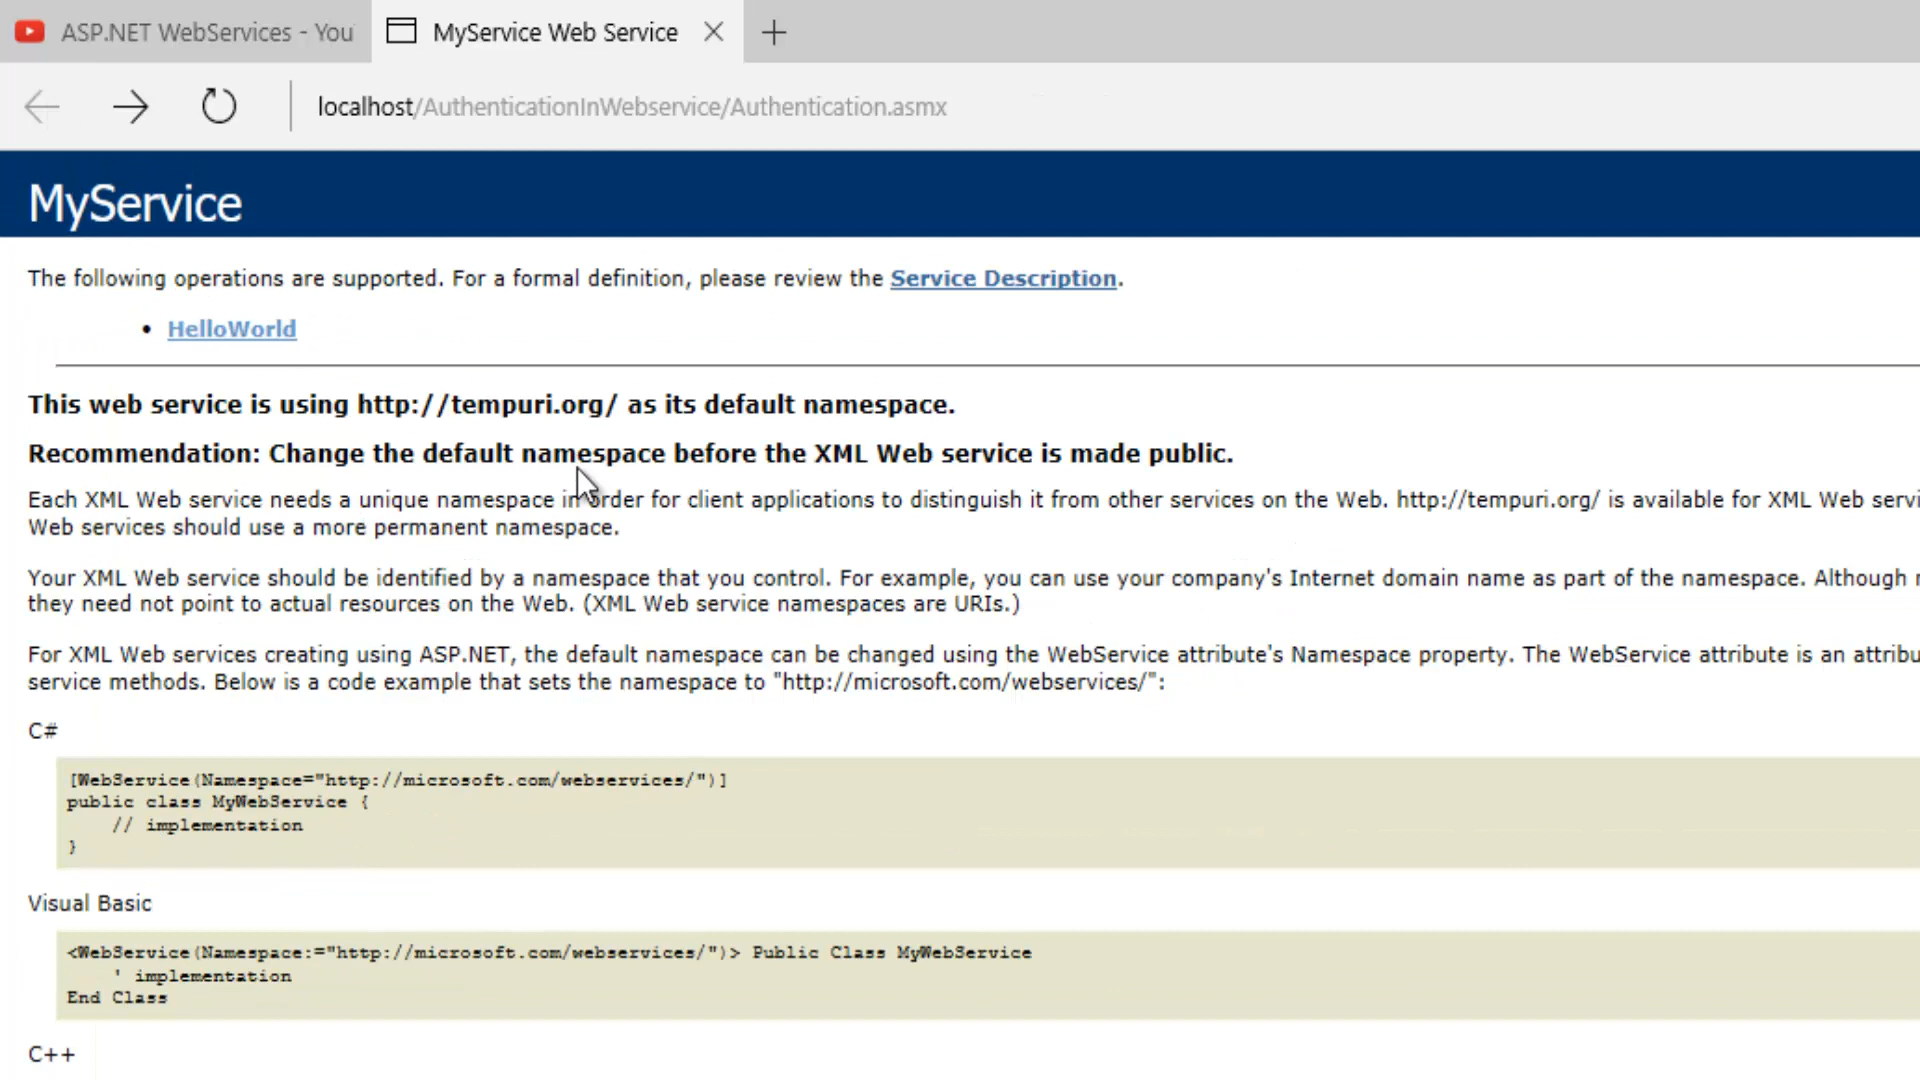 ASP.NET WebServices - You
MyService Web Service
localhost/AuthenticationInWebservice/Authentication.asmx
MyService
The following operations are supported. For a formal definition, please review the Service Description.
• HelloWorld
This web service is using http://tempuri.org/ as its default namespace.
Recommendation: Change the default namespace before the XML Web service is made public.
Each XML Web service needs a unique namespace in order for client applications to distinguish it from other services on the Web. http://tempuri.org/ is available for XML Web servi
Web services should use a more permanent namespace.
Your XML Web service should be identified by a namespace that you control. For example, you can use your company's Internet domain name as part of the namespace. Although
they need not point to actual resources on the Web. (XML Web service namespaces are URIs.)
For XML Web services creating using ASP.NET, the default namespace can be changed using the WebService attribute's Namespace property. The WebService attribute is an attribu
service methods. Below is a code example that sets the namespace to "http://microsoft.com/webservices/":
C#
[WebService(Namespace="http://microsoft.com/webservices/")]
public class MyWebService {
// implementation
}
Visual Basic
<WebService(Namespace:="http://microsoft.com/webservices/")> Public Class MyWebService
' implementation
End Class
C++